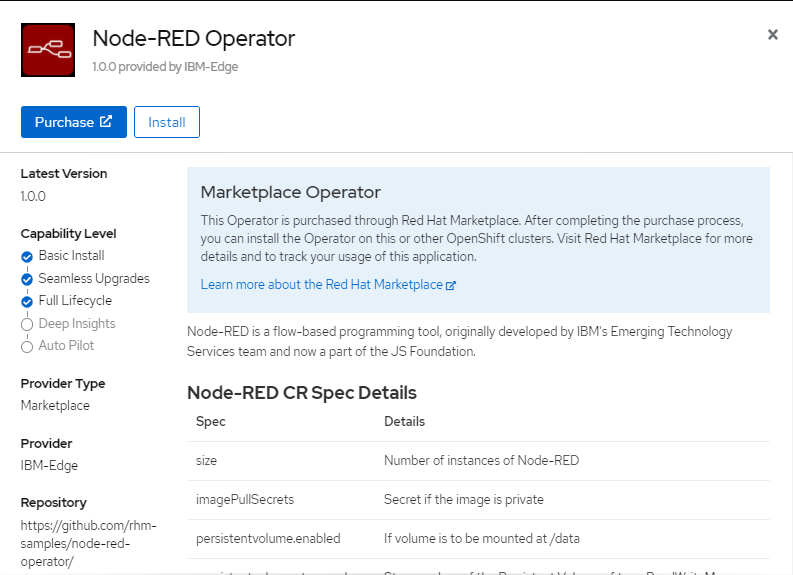 Node-RED Operator
1.0.0 provided by IBM-Edge
×
Purchase
Install
Latest Version
1.0.0
Capability Level
Basic Install
Seamless Upgrades
Full Lifecycle
Deep Insights
Auto Pilot
Provider Type
Marketplace
Provider
IBM-Edge
Repository
https://github.com/rhm-
samples/node-red-
operator/
Marketplace Operator
This Operator is purchased through Red Hat Marketplace. After completing the purchase process,
you can install the Operator on this or other OpenShift clusters. Visit Red Hat Marketplace for more
details and to track your usage of this application.
Learn more about the Red Hat Marketplace
Node-RED is a flow-based programming tool, originally developed by IBM's Emerging Technology
Services team and now a part of the JS Foundation.
Node-RED CR Spec Details
Spec Details
size Number of instances of Node-RED
imagePullSecrets Secret if the image is private
persistentvolume.enabled If volume is to be mounted at /data